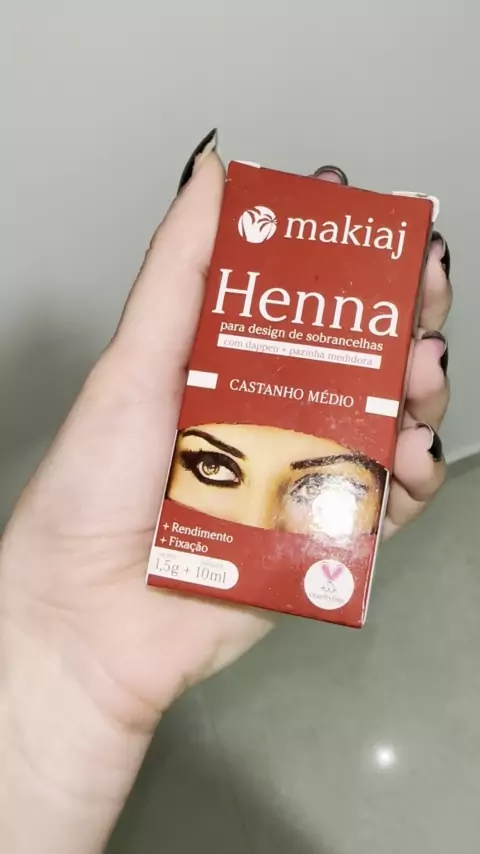 makiaj
Henna
para design de sobrancelhas
com dappen + pazinha medidora
CASTANHO MÉDIO
+ Rendimento
+ Fixação
1,5g + 10ml